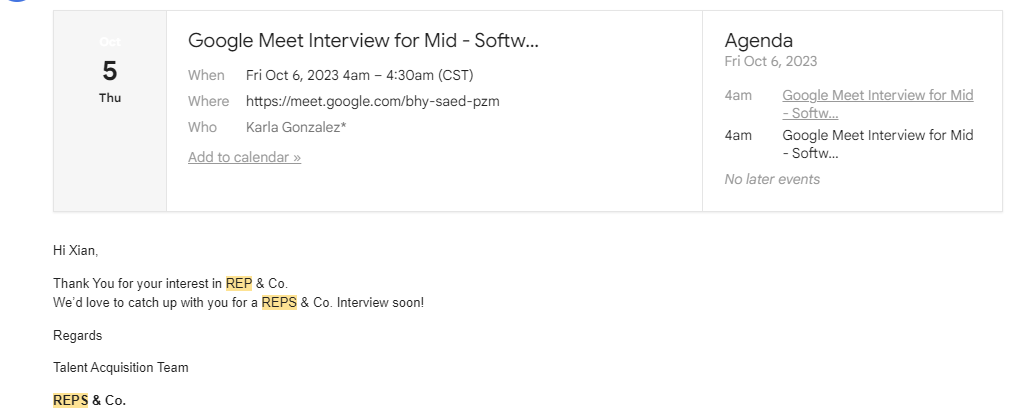 Oct
5
Thu
Google Meet Interview for Mid - Softw...
When Fri Oct 6, 2023 4am – 4:30am (CST)
Where https://meet.google.com/bhy-saed-pzm
Who Karla Gonzalez*
Add to calendar »
Agenda
Fri Oct 6, 2023
4am Google Meet Interview for Mid
- Softw...
4am Google Meet Interview for Mid
- Softw...
No later events
Hi Xian,
Thank You for your interest in REP & Co.
We'd love to catch up with you for a REPS & Co. Interview soon!
Regards
Talent Acquisition Team
REPS & Co.